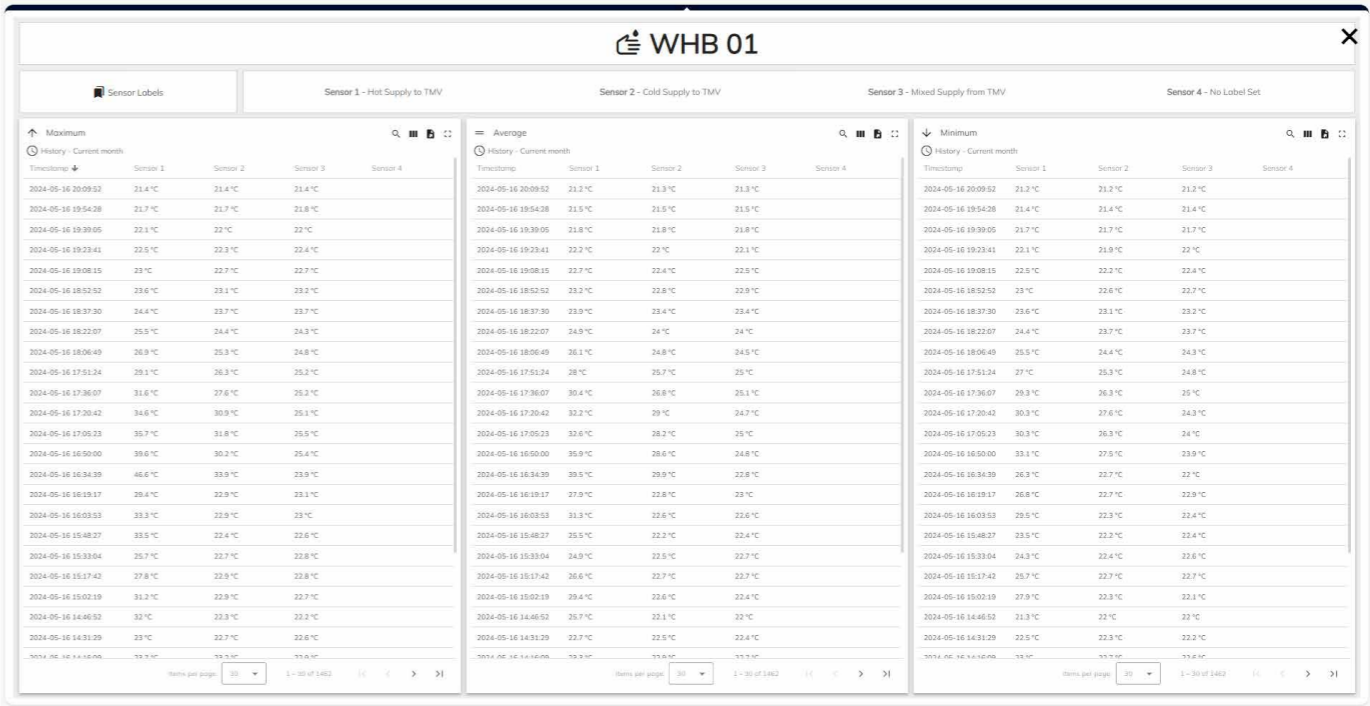 WHB 01
Sensor Labels
Sensor 1 - Hot Supply to TMV
Sensor 2 - Cold Supply to TMV
Sensor 3 - Mixed Supply from TMV
Sensor 4 - No Label Set
Maximum
History - Current month
Timestamp Sensor 1 Sensor 2 Sensor 3 Sensor 4
2024-05-16 20:09:52 21.4 °C 21.4 °C 21.4 °C
2024-05-16 19:54:28 21.7 °C 21.7 °C 21.8 °C
2024-05-16 19:39:05 22.1 °C 22 °C 22 °C
2024-05-16 19:23:41 22.5 °C 22.3 °C 22.4 °C
2024-05-16 19:08:15 23 °C 22.7 °C 22.7 °C
2024-05-16 18:52:52 23.6 °C 23.1 °C 23.2 °C
2024-05-16 18:37:30 24.4 °C 23.7 °C 23.7 °C
2024-05-16 18:22:07 25.5 °C 24.4 °C 24.3 °C
2024-05-16 18:06:49 26.9 °C 25.3 °C 24.8 °C
2024-05-16 17:51:24 29.1 °C 26.3 °C 25.2 °C
2024-05-16 17:36:07 31.6 °C 27.6 °C 25.2 °C
2024-05-16 17:20:42 34.6 °C 30.9 °C 25.1 °C
2024-05-16 17:05:23 35.7 °C 31.8 °C 25.5 °C
2024-05-16 16:50:00 39.6 °C 30.2 °C 25.4 °C
2024-05-16 16:34:39 46.6 °C 33.9 °C 23.9 °C
2024-05-16 16:19:17 29.4 °C 22.9 °C 23.1 °C
2024-05-16 16:03:53 33.3 °C 22.9 °C 23 °C
2024-05-16 15:48:27 33.5 °C 22.4 °C 22.6 °C
2024-05-16 15:33:04 25.7 °C 22.7 °C 22.8 °C
2024-05-16 15:17:42 27.8 °C 22.9 °C 22.8 °C
2024-05-16 15:02:19 31.2 °C 22.9 °C 22.7 °C
2024-05-16 14:46:52 32 °C 22.3 °C 22.2 °C
2024-05-16 14:31:29 23 °C 22.7 °C 22.6 °C
Items per page: 30 1 – 30 of 1462
Average
History - Current month
Timestamp Sensor 1 Sensor 2 Sensor 3 Sensor 4
2024-05-16 20:09:52 21.2 °C 21.3 °C 21.3 °C
2024-05-16 19:54:28 21.5 °C 21.5 °C 21.5 °C
2024-05-16 19:39:05 21.8 °C 21.8 °C 21.8 °C
2024-05-16 19:23:41 22.2 °C 22 °C 22.1 °C
2024-05-16 19:08:15 22.7 °C 22.4 °C 22.5 °C
2024-05-16 18:52:52 23.2 °C 22.8 °C 22.9 °C
2024-05-16 18:37:30 23.9 °C 23.4 °C 23.4 °C
2024-05-16 18:22:07 24.9 °C 24 °C 24 °C
2024-05-16 18:06:49 26.1 °C 24.8 °C 24.5 °C
2024-05-16 17:51:24 28 °C 25.7 °C 25 °C
2024-05-16 17:36:07 30.4 °C 26.8 °C 25.1 °C
2024-05-16 17:20:42 32.2 °C 29 °C 24.7 °C
2024-05-16 17:05:23 32.6 °C 28.2 °C 25 °C
2024-05-16 16:50:00 35.9 °C 28.6 °C 24.8 °C
2024-05-16 16:34:39 39.5 °C 29.9 °C 22.8 °C
2024-05-16 16:19:17 27.9 °C 22.8 °C 23 °C
2024-05-16 16:03:53 31.3 °C 22.6 °C 22.6 °C
2024-05-16 15:48:27 25.5 °C 22.2 °C 22.4 °C
2024-05-16 15:33:04 24.9 °C 22.5 °C 22.7 °C
2024-05-16 15:17:42 26.6 °C 22.7 °C 22.7 °C
2024-05-16 15:02:19 29.4 °C 22.6 °C 22.4 °C
2024-05-16 14:46:52 25.7 °C 22.1 °C 22 °C
2024-05-16 14:31:29 22.7 °C 22.5 °C 22.4 °C
Items per page: 30 1 – 30 of 1462
Minimum
History - Current month
Timestamp Sensor 1 Sensor 2 Sensor 3 Sensor 4
2024-05-16 20:09:52 21.2 °C 21.2 °C 21.2 °C
2024-05-16 19:54:28 21.4 °C 21.4 °C 21.4 °C
2024-05-16 19:39:05 21.7 °C 21.7 °C 21.7 °C
2024-05-16 19:23:41 22.1 °C 21.9 °C 22 °C
2024-05-16 19:08:15 22.5 °C 22.2 °C 22.4 °C
2024-05-16 18:52:52 23 °C 22.6 °C 22.7 °C
2024-05-16 18:37:30 23.6 °C 23.1 °C 23.2 °C
2024-05-16 18:22:07 24.4 °C 23.7 °C 23.7 °C
2024-05-16 18:06:49 25.5 °C 24.4 °C 24.3 °C
2024-05-16 17:51:24 27 °C 25.3 °C 24.8 °C
2024-05-16 17:36:07 29.3 °C 26.3 °C 25 °C
2024-05-16 17:20:42 30.3 °C 27.6 °C 24.3 °C
2024-05-16 17:05:23 30.3 °C 26.3 °C 24 °C
2024-05-16 16:50:00 33.1 °C 27.5 °C 23.9 °C
2024-05-16 16:34:39 26.3 °C 22.7 °C 22 °C
2024-05-16 16:19:17 26.8 °C 22.7 °C 22.9 °C
2024-05-16 16:03:53 29.5 °C 22.3 °C 22.4 °C
2024-05-16 15:48:27 23.5 °C 22.2 °C 22.4 °C
2024-05-16 15:33:04 24.3 °C 22.4 °C 22.6 °C
2024-05-16 15:17:42 25.7 °C 22.7 °C 22.7 °C
2024-05-16 15:02:19 27.9 °C 22.3 °C 22.1 °C
2024-05-16 14:46:52 21.3 °C 22 °C 22 °C
2024-05-16 14:31:29 22.5 °C 22.3 °C 22.2 °C
Items per page: 30 1 – 30 of 1462